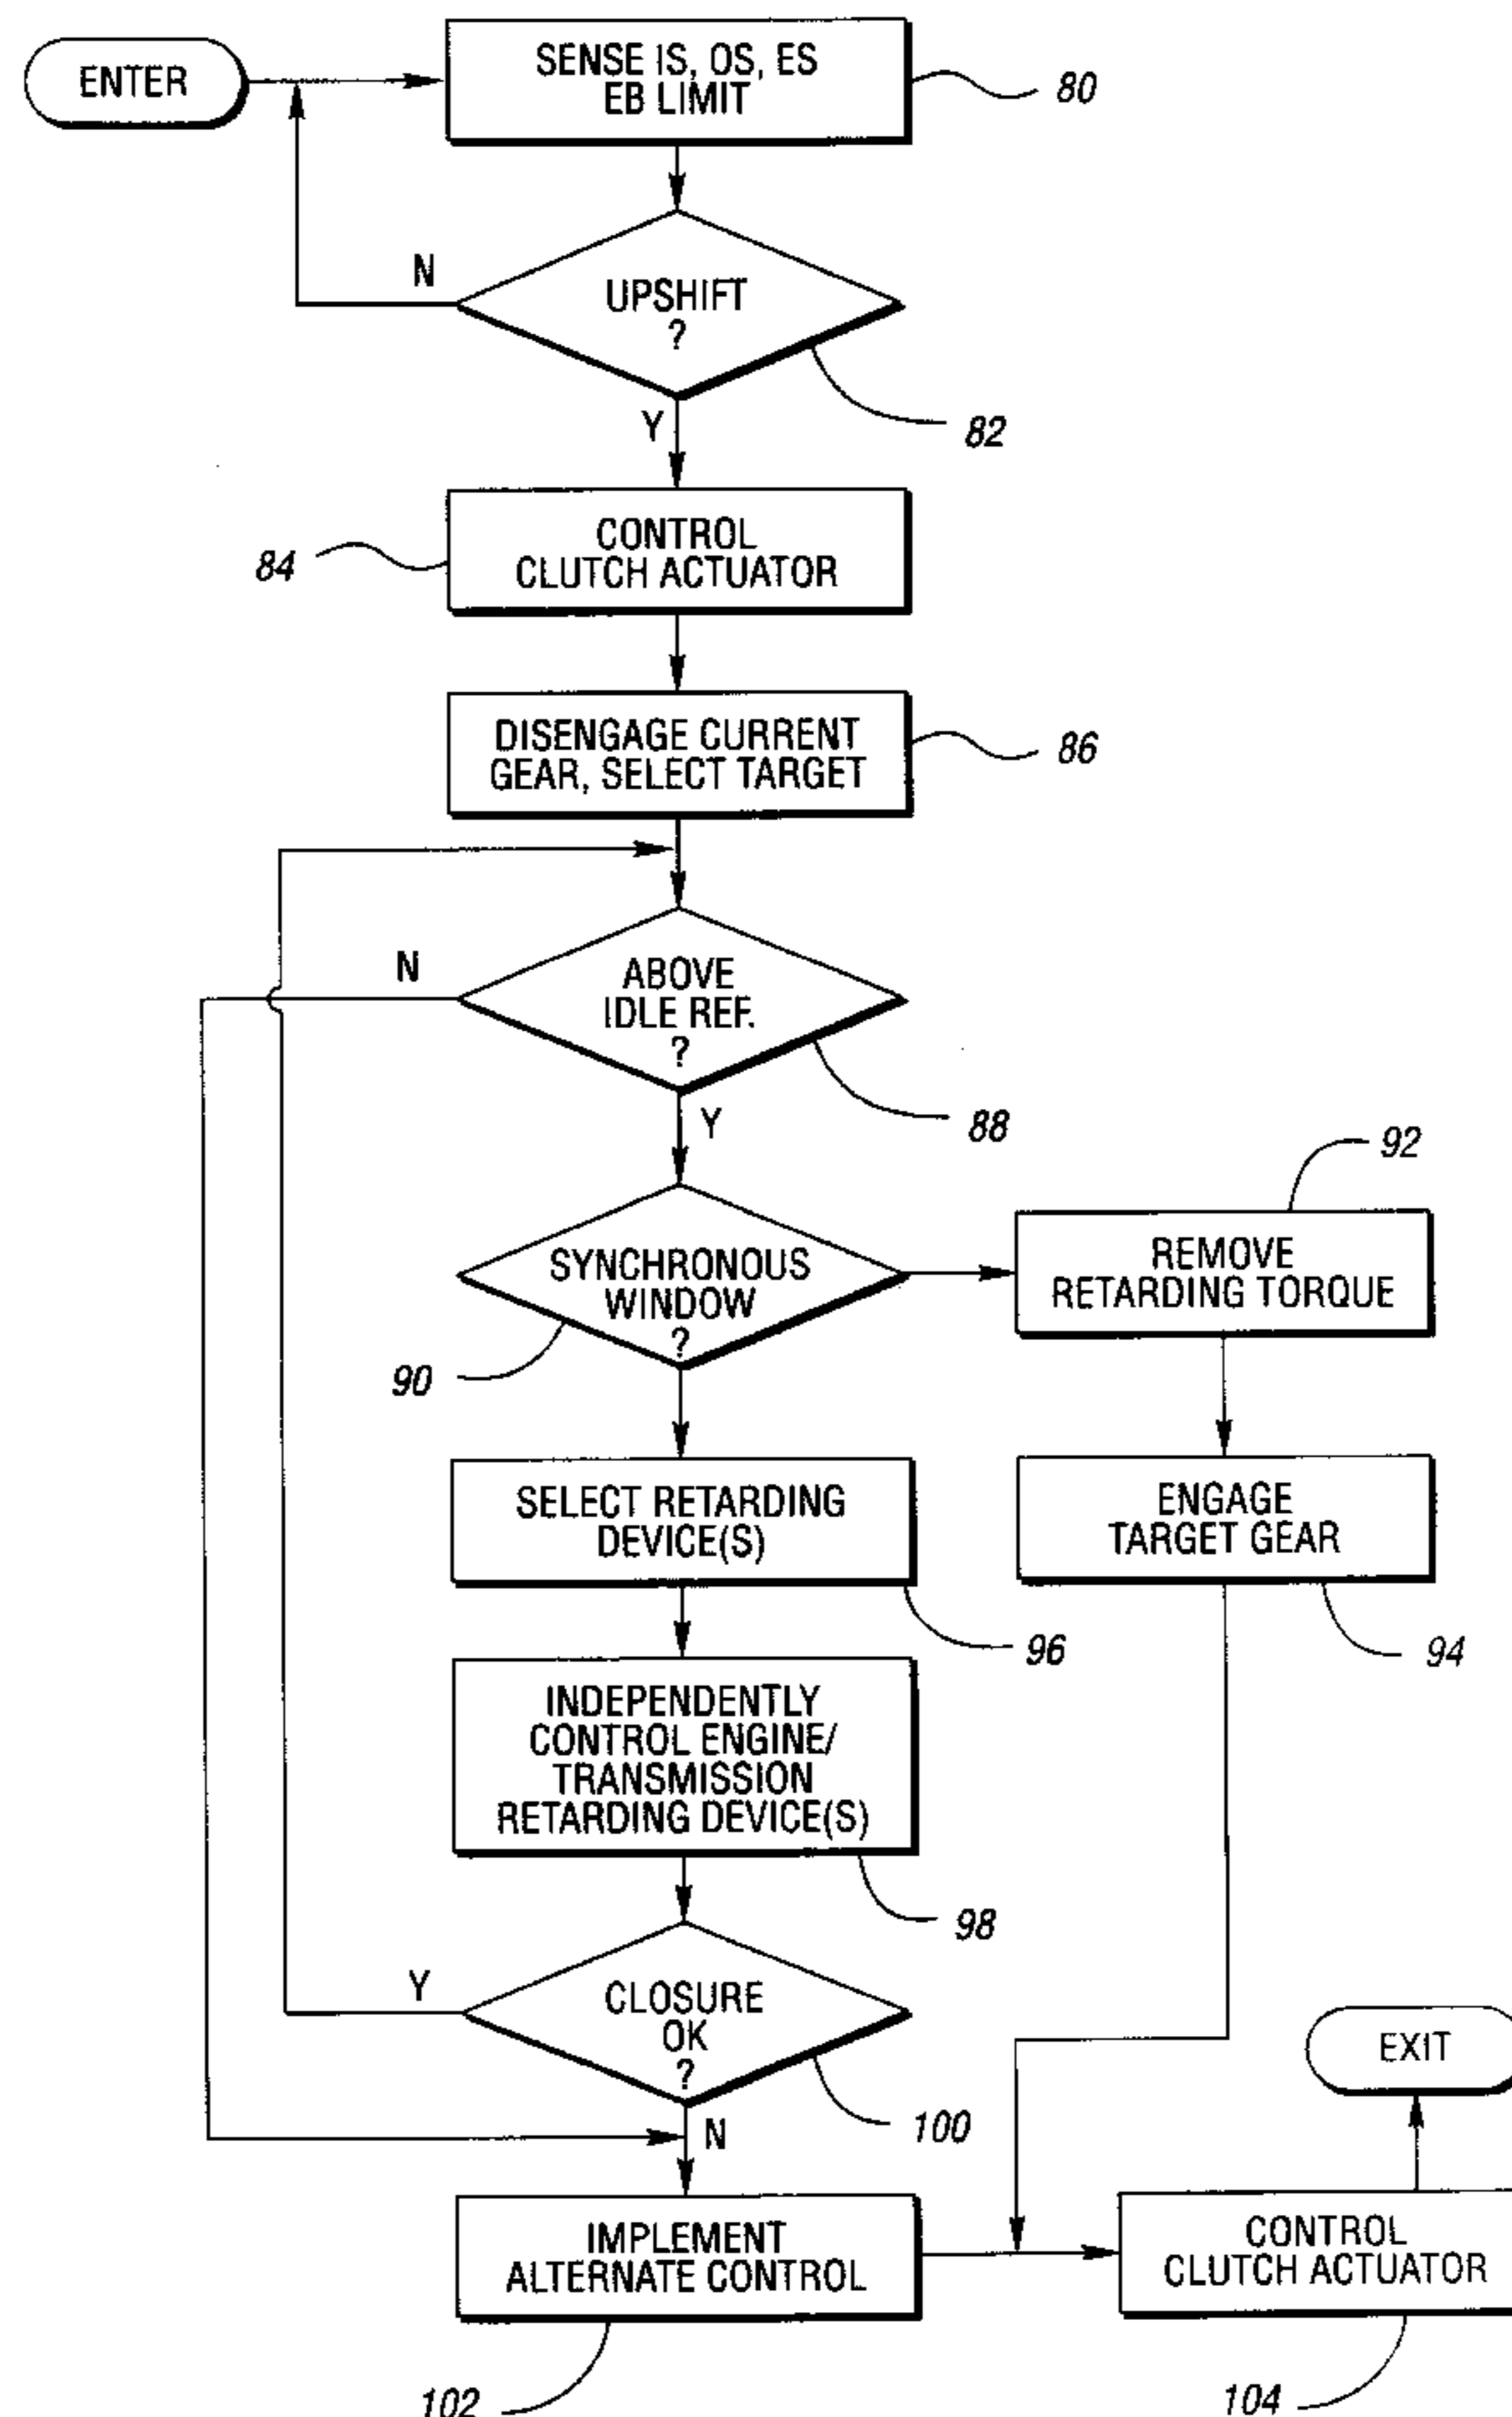 ENTER
SENSE IS, OS, ES
EB LIMIT
80
N
UPSHIFT
?
82
Y
CONTROL
CLUTCH ACTUATOR
84
DISENGAGE CURRENT
GEAR, SELECT TARGET
86
N
ABOVE
IDLE REF.
?
88
Y
SYNCHRONOUS
WINDOW
?
90
92
REMOVE
RETARDING TORQUE
SELECT RETARDING
DEVICE(S)
96
ENGAGE
TARGET GEAR
94
INDEPENDENTLY
CONTROL ENGINE/
TRANSMISSION
RETARDING DEVICE(S)
98
Y
CLOSURE
OK
?
100
N
EXIT
IMPLEMENT
ALTERNATE CONTROL
102
CONTROL
CLUTCH ACTUATOR
104